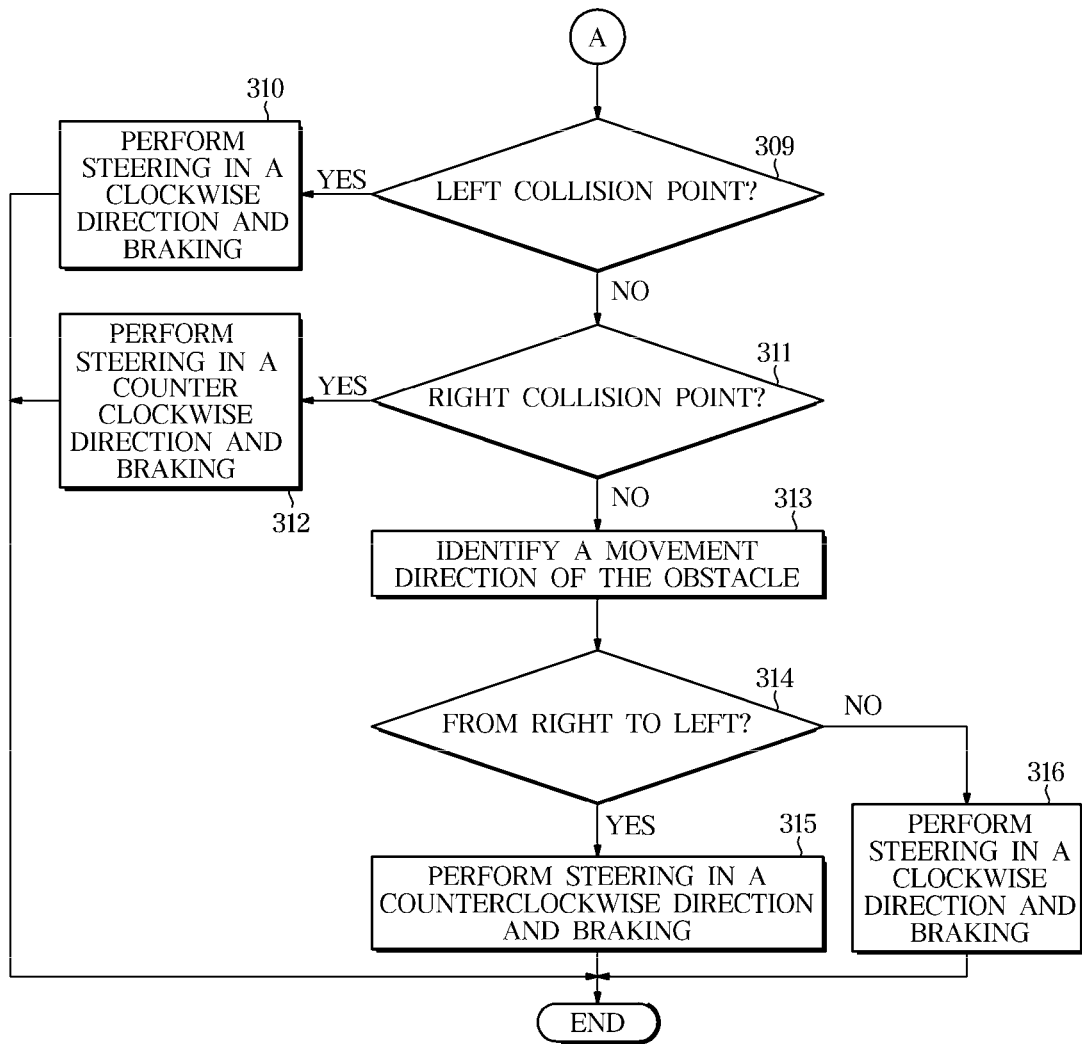 A
310
PERFORM
STEERING IN A
CLOCKWISE
DIRECTION AND
BRAKING
YES
309
LEFT COLLISION POINT?
NO
PERFORM
STEERING IN A
COUNTER
CLOCKWISE
DIRECTION AND
BRAKING
312
YES
311
RIGHT COLLISION POINT?
NO
313
IDENTIFY A MOVEMENT
DIRECTION OF THE OBSTACLE
314
FROM RIGHT TO LEFT?
NO
YES
315
PERFORM STEERING IN A
COUNTERCLOCKWISE DIRECTION
AND BRAKING
316
PERFORM
STEERING IN A
CLOCKWISE
DIRECTION AND
BRAKING
END